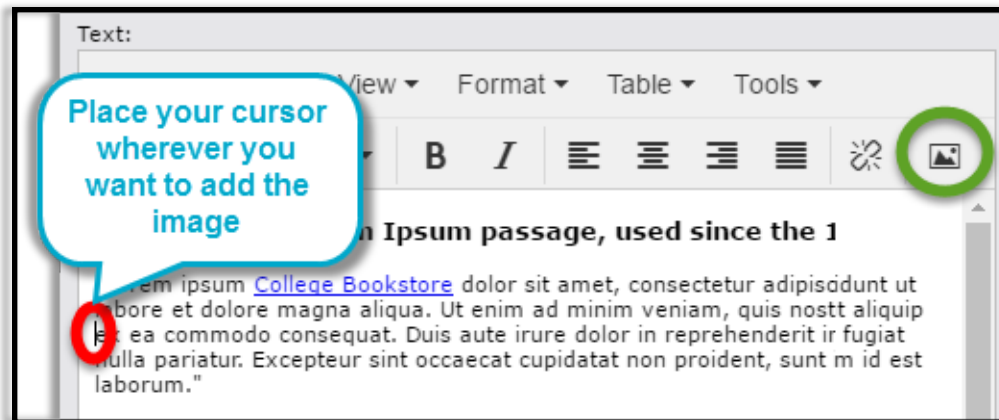 Text:
View Format Table Tools
Place your cursor
wherever you
want to add the
image
B I
Ipsum passage, used since the 1
ipsum College Bookstore dolor sit amet, consectetur adipiscidunt ut
labore et dolore magna aliqua. Ut enim ad minim veniam, quis nostt aliquip
ex ea commodo consequat. Duis aute irure dolor in reprehenderit ir fugiat
nulla pariatur. Excepteur sint occaecat cupidatat non proident, sunt m id est
laborum."